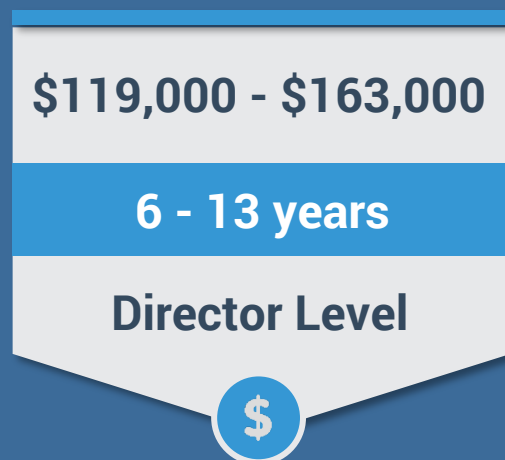 $119,000 - $163,000
6 - 13 years
Director Level
$